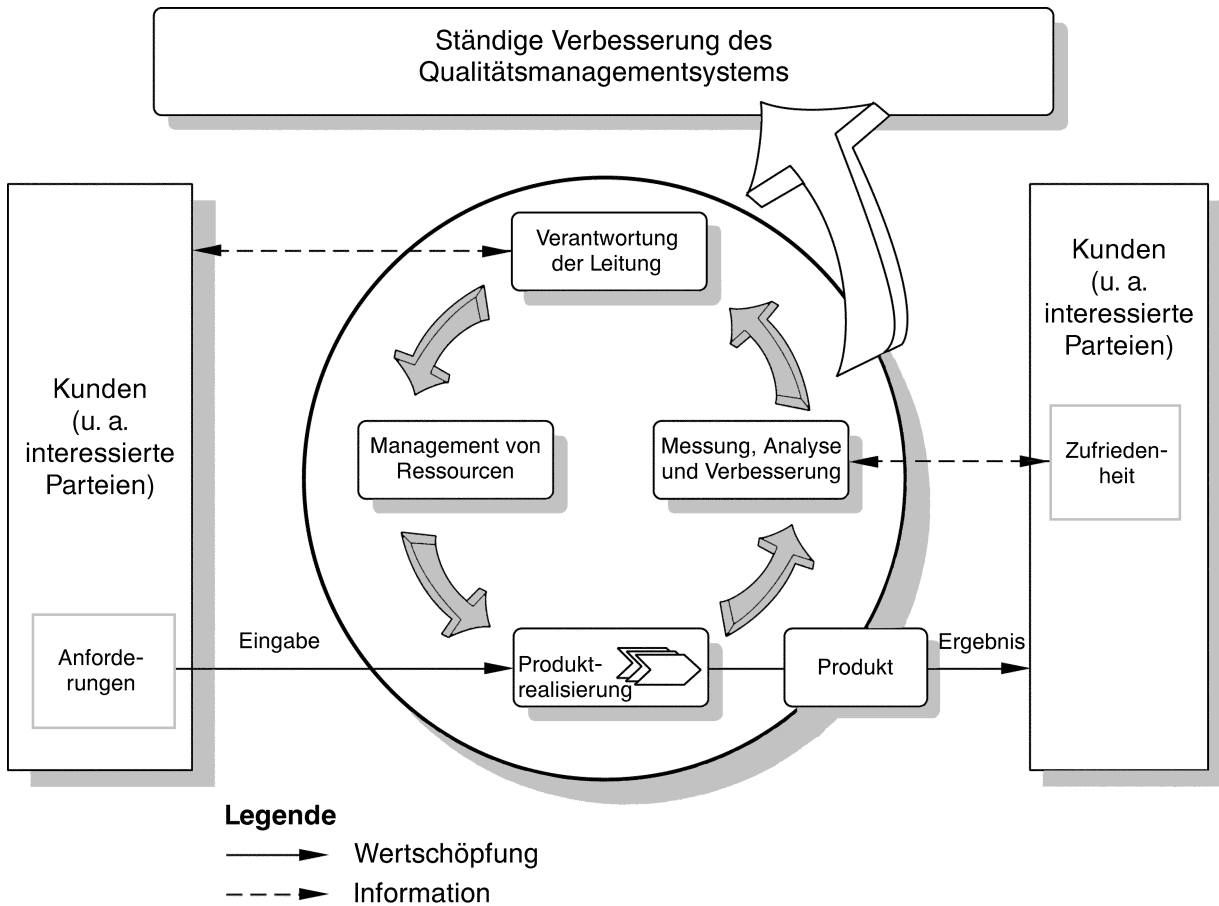 Ständige Verbesserung des
Qualitätsmanagementsystems
Kunden
(u. a.
interessierte
Parteien)
Anforde-
rungen
Eingabe
Verantwortung
der Leitung
Management von
Ressourcen
Messung, Analyse
und Verbesserung
Produkt-
realisierung
Produkt
Ergebnis
Kunden
(u. a.
interessierte
Parteien)
Zufrieden-
heit
Legende
Wertschöpfung
Information